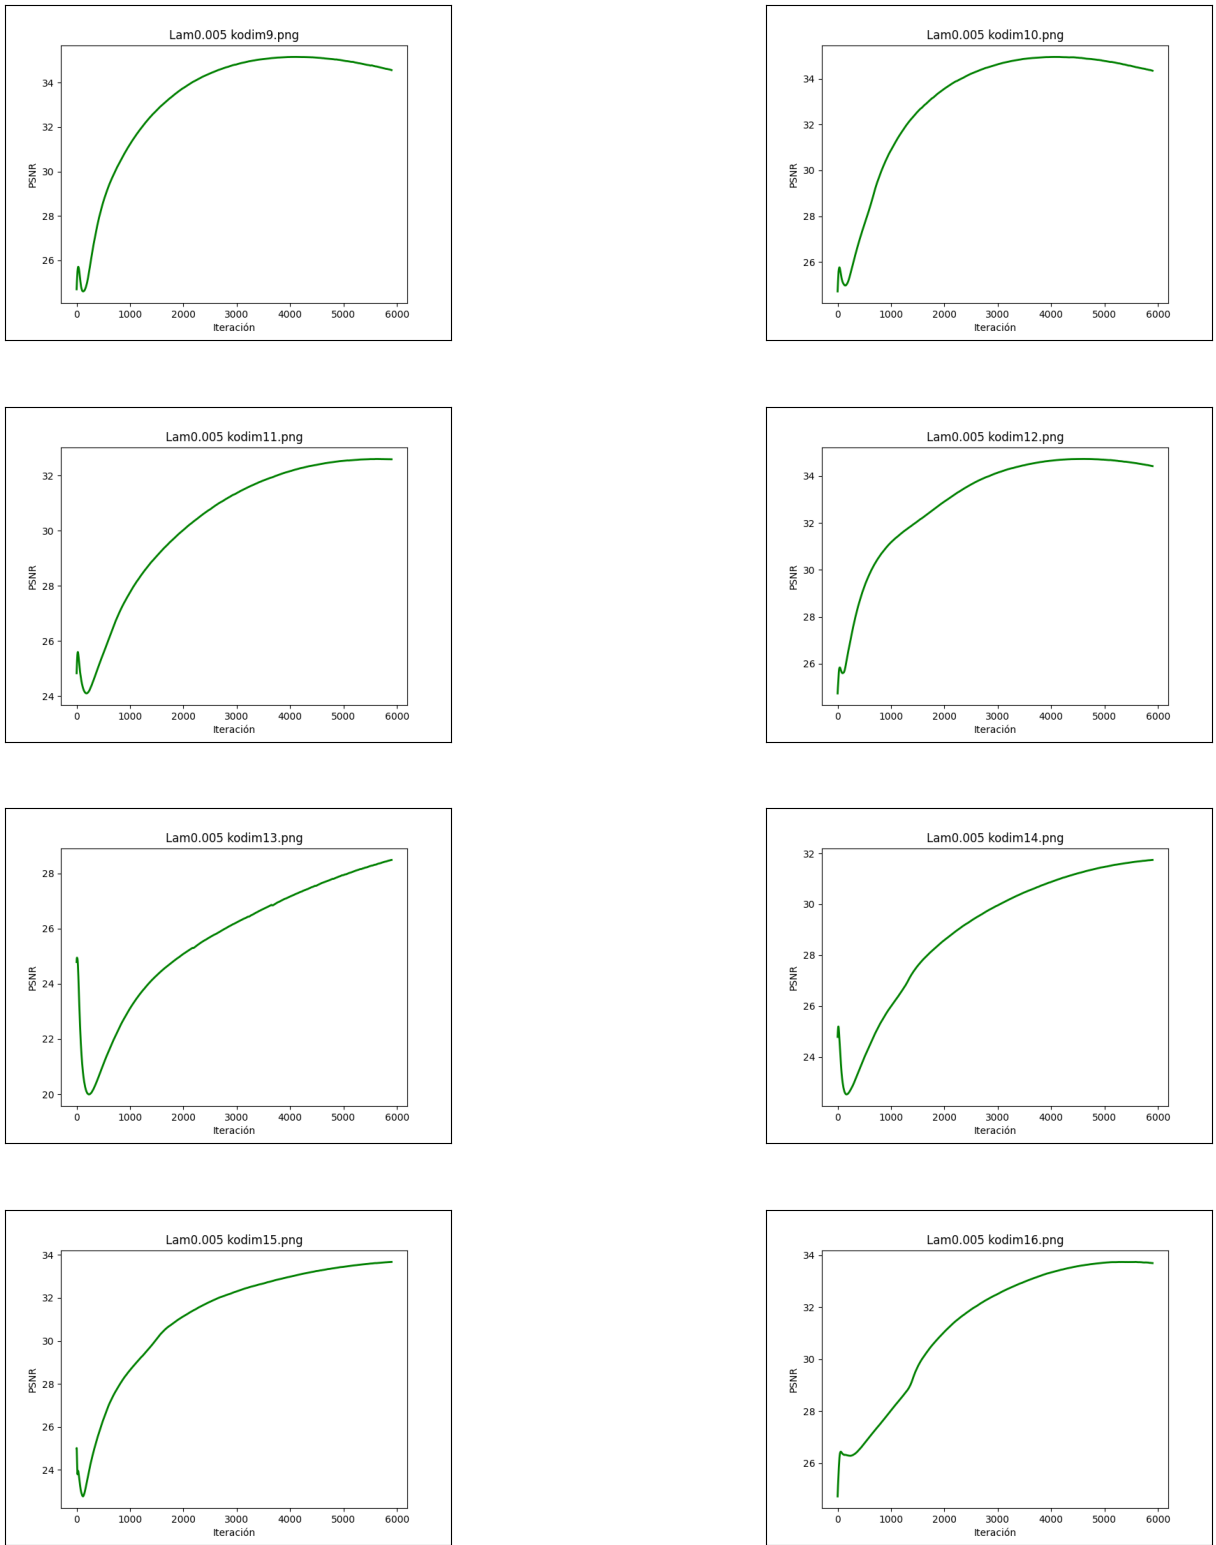 Lam0.005 kodim9.png
PSNR
34
32
30
28
26
0 1000 2000 3000 4000 5000 6000
Iteración
Lam0.005 kodim10.png
PSNR
34
32
30
28
26
0 1000 2000 3000 4000 5000 6000
Iteración
Lam0.005 kodim11.png
PSNR
32
30
28
26
24
0 1000 2000 3000 4000 5000 6000
Iteración
Lam0.005 kodim12.png
PSNR
34
32
30
28
26
0 1000 2000 3000 4000 5000 6000
Iteración
Lam0.005 kodim13.png
PSNR
28
26
24
22
20
0 1000 2000 3000 4000 5000 6000
Iteración
Lam0.005 kodim14.png
PSNR
32
30
28
26
24
0 1000 2000 3000 4000 5000 6000
Iteración
Lam0.005 kodim15.png
PSNR
34
32
30
28
26
24
0 1000 2000 3000 4000 5000 6000
Iteración
Lam0.005 kodim16.png
PSNR
34
32
30
28
26
0 1000 2000 3000 4000 5000 6000
Iteración